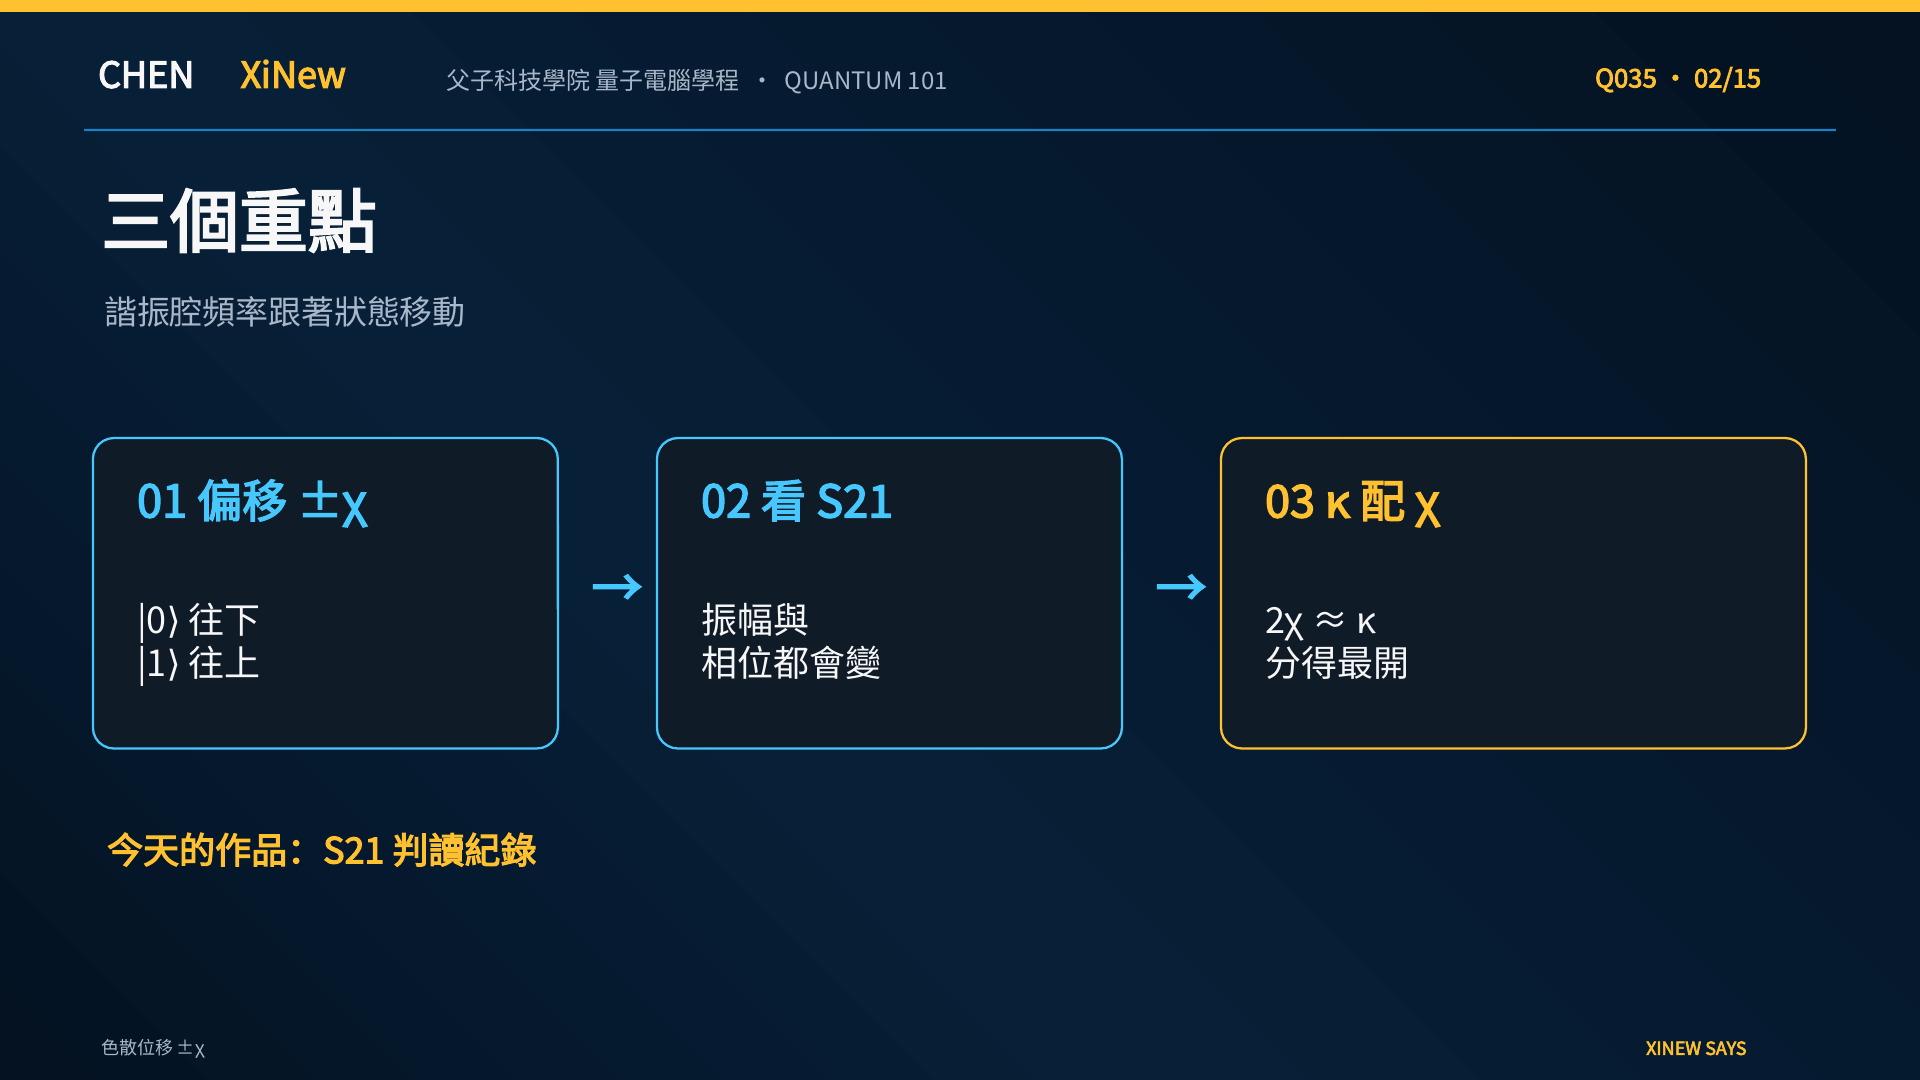 CHEN XiNew 父子科技學院 量子電腦學程 • QUANTUM 101 Q035 • 02/15
三個重點
諧振腔頻率跟著狀態移動
01 偏移 ±χ
|0⟩ 往下
|1⟩ 往上
→
02 看 S21
振幅與
相位都會變
→
03 κ 配 χ
2χ ≈ κ
分得最開
今天的作品：S21 判讀紀錄
色散位移 ±χ
XINEW SAYS